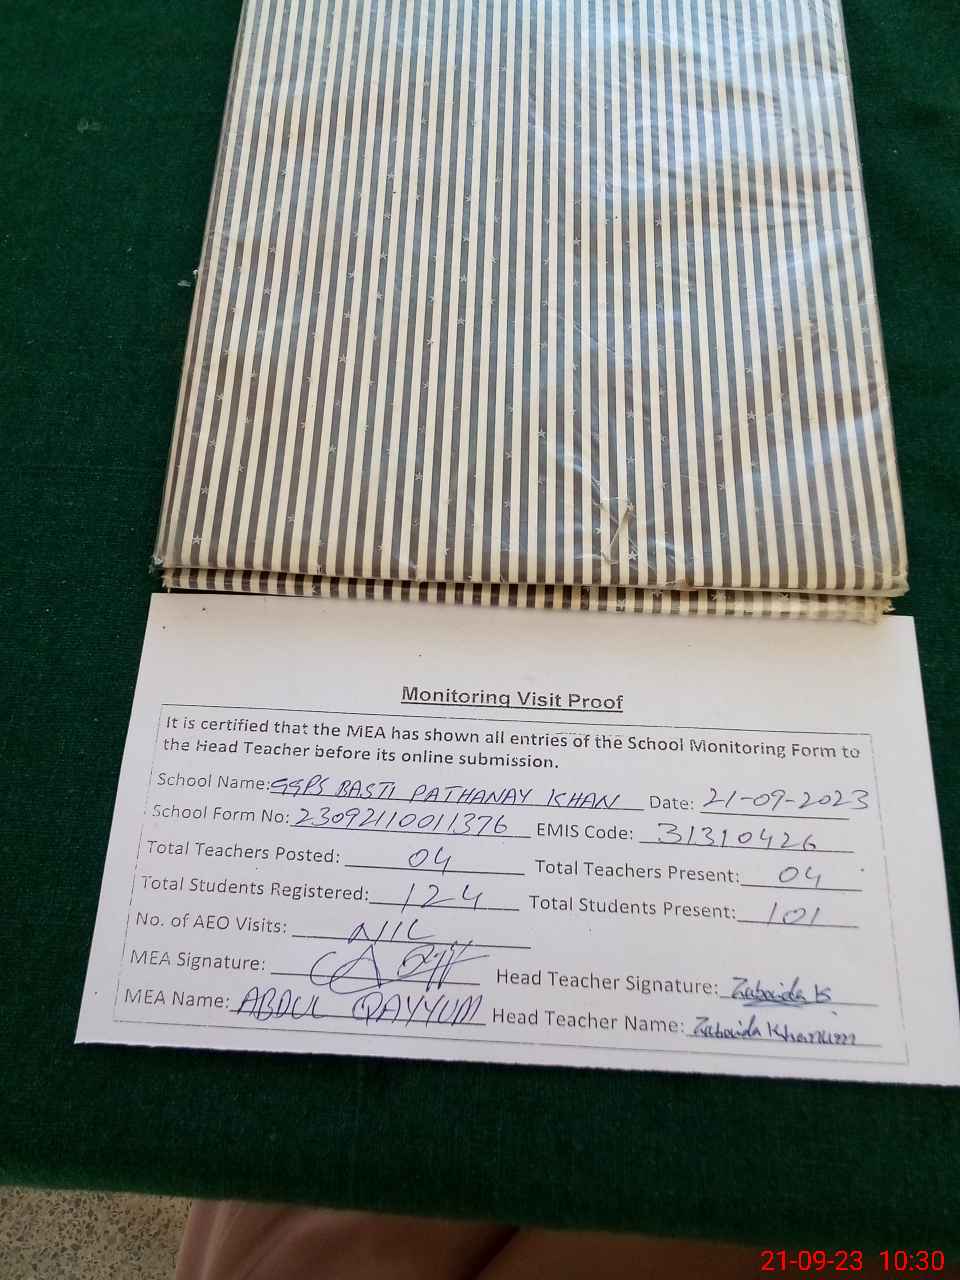 Monitoring Visit Proof
It is certified that the MEA has shown all entries of the School Monitoring Form to
the Head Teacher before its online submission.
School Name: GGPS BASTI PATHANAY KHAN Date: 21-09-2023
School Form No: 23092110011376 EMIS Code: 31310426
Total Teachers Posted: 04 Total Teachers Present: 04
Total Students Registered: 124 Total Students Present: 101
No. of AEO Visits: NIL
MEA Signature: Head Teacher Signature: Zabaida K
MEA Name: ABDUL QAYYUM Head Teacher Name: Zabaida Khanum
21-09-23 10:30